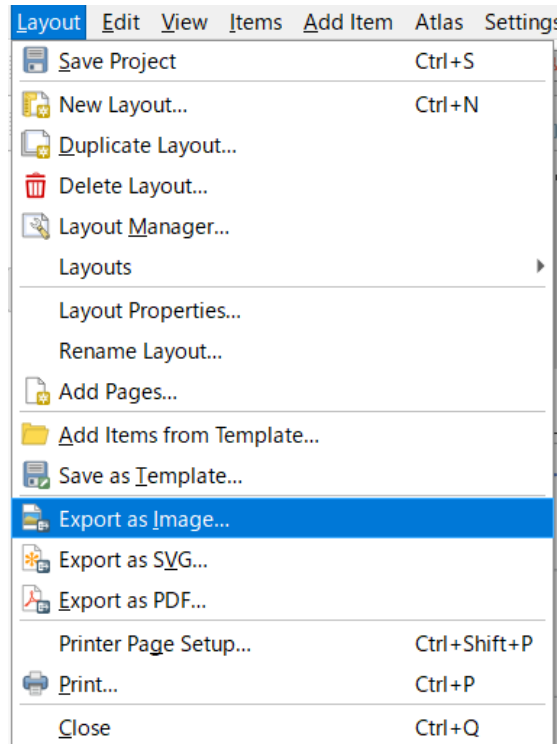 Layout Edit View Items Add Item Atlas Settings
Save Project Ctrl+S
New Layout... Ctrl+N
Duplicate Layout...
Delete Layout...
Layout Manager...
Layouts
Layout Properties...
Rename Layout...
Add Pages...
Add Items from Template...
Save as Template...
Export as Image...
Export as SVG...
Export as PDF...
Printer Page Setup... Ctrl+Shift+P
Print... Ctrl+P
Close Ctrl+Q